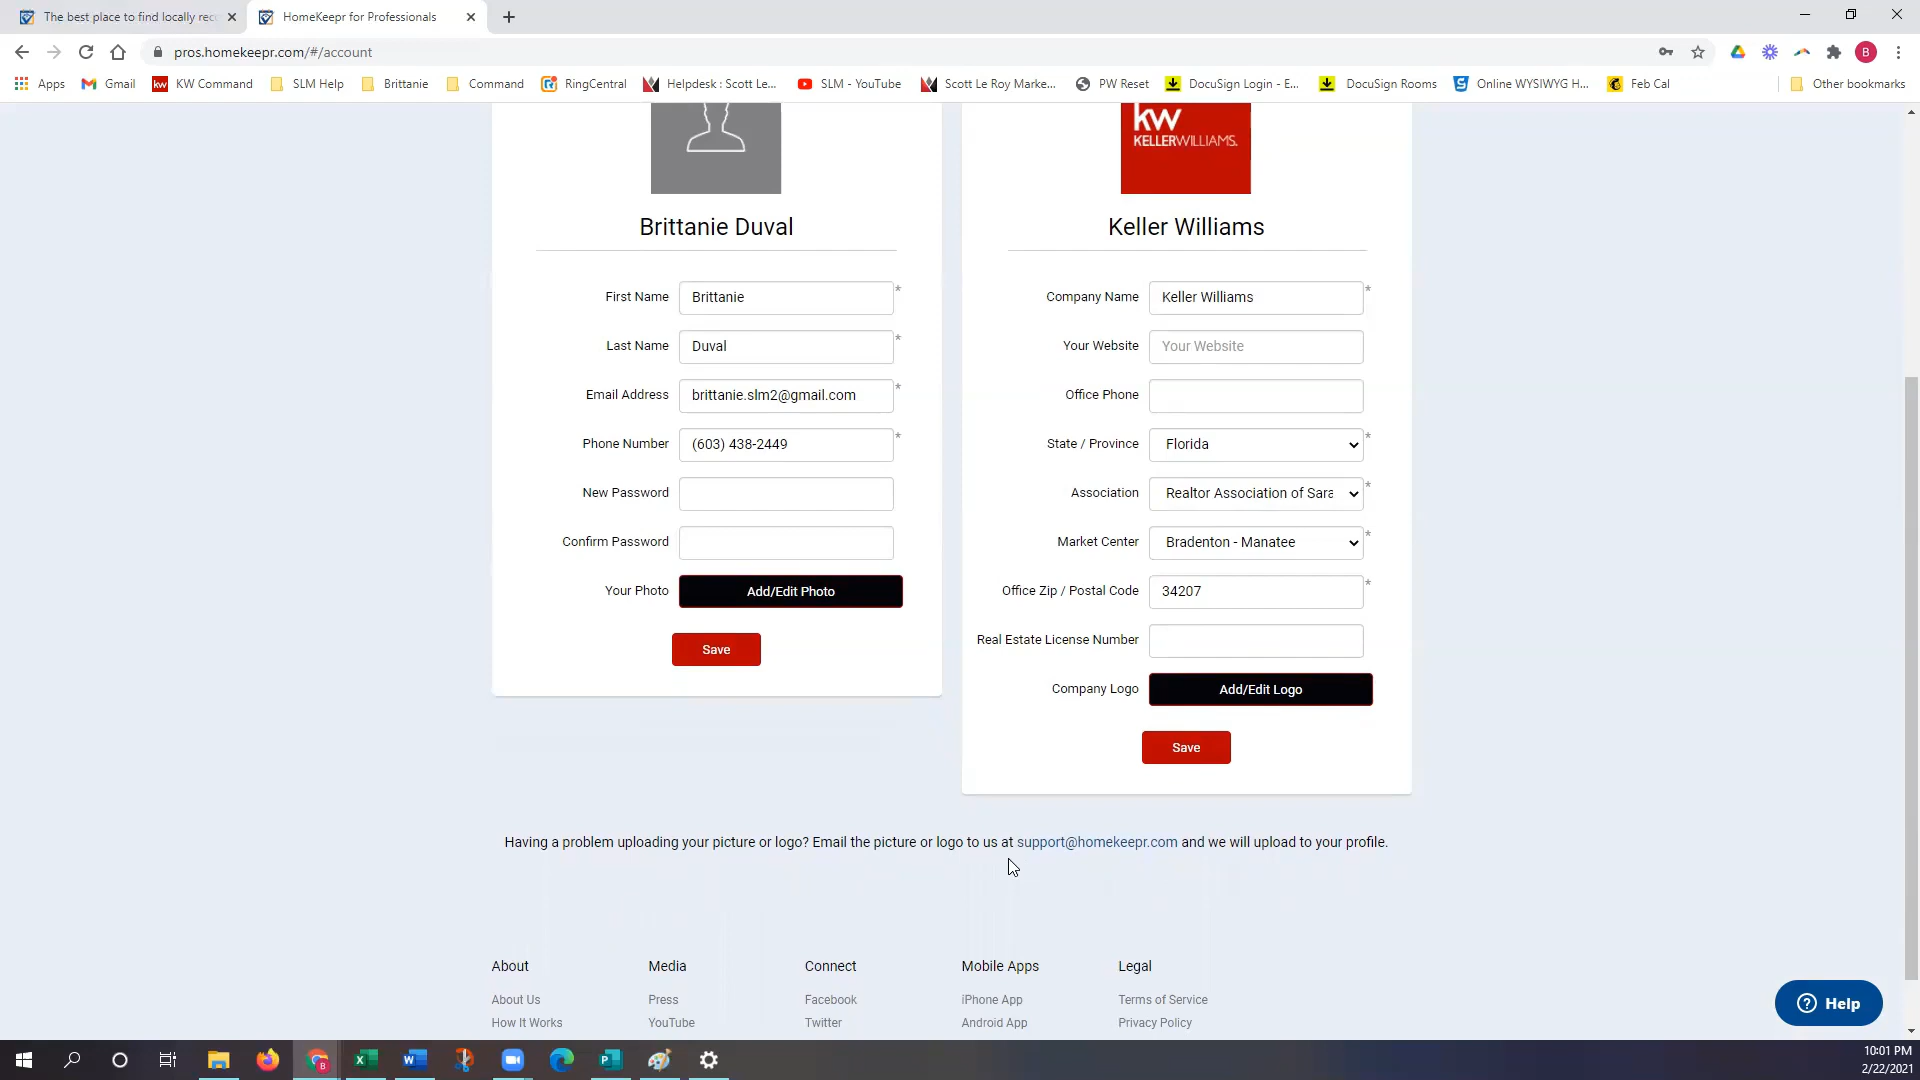 The best place to find locally rec
HomeKeepr for Professionals
pros.homekeepr.com/#/account
B
Apps
Gmail
kw KW Command
SLM Help
Brittanie
Command
RingCentral
Helpdesk : Scott Le...
SLM - YouTube
Scott Le Roy Marke...
PW Reset
DocuSign Login - E...
DocuSign Rooms
Online WYSIWYG H...
Feb Cal
Other bookmarks
kw
KELLERWILLIAMS.
Brittanie Duval
First Name Brittanie *
Last Name Duval *
Email Address brittanie.slm2@gmail.com *
Phone Number (603) 438-2449 *
New Password
Confirm Password
Your Photo Add/Edit Photo
Save
Keller Williams
Company Name Keller Williams *
Your Website Your Website
Office Phone
State / Province Florida *
Association Realtor Association of Sara *
Market Center Bradenton - Manatee *
Office Zip / Postal Code 34207 *
Real Estate License Number
Company Logo Add/Edit Logo
Save
Having a problem uploading your picture or logo? Email the picture or logo to us at support@homekeepr.com and we will upload to your profile.
About
About Us
How It Works
Media
Press
YouTube
Connect
Facebook
Twitter
Mobile Apps
iPhone App
Android App
Legal
Terms of Service
Privacy Policy
? Help
10:01 PM
2/22/2021